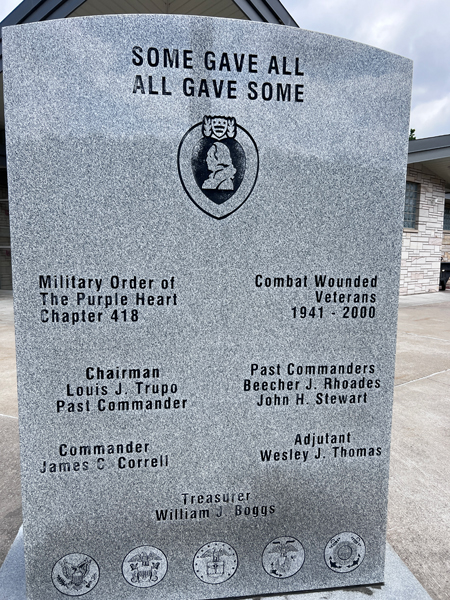 SOME GAVE ALL
ALL GAVE SOME
Military Order of
The Purple Heart
Chapter 418
Combat Wounded
Veterans
1941 - 2000
Chairman
Louis J. Trupo
Past Commander
Past Commanders
Beecher J. Rhoades
John H. Stewart
Commander
James C. Correll
Adjutant
Wesley J. Thomas
Treasurer
William J. Boggs